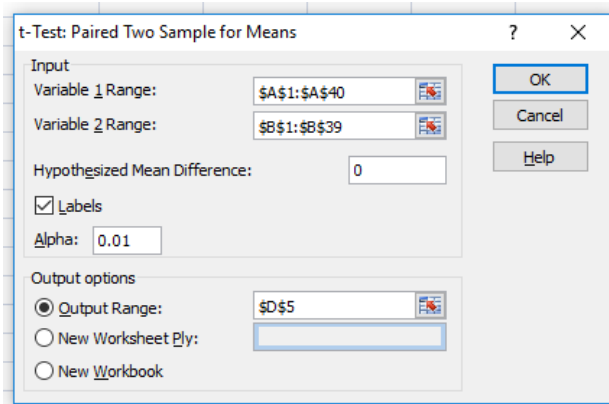 t-Test: Paired Two Sample for Means ? ×
Input
Variable 1 Range: $A$1:$A$40
Variable 2 Range: $B$1:$B$39
Hypothesized Mean Difference: 0
Labels
Alpha: 0.01
Output options
Output Range: $D$5
New Worksheet Ply:
New Workbook
OK
Cancel
Help